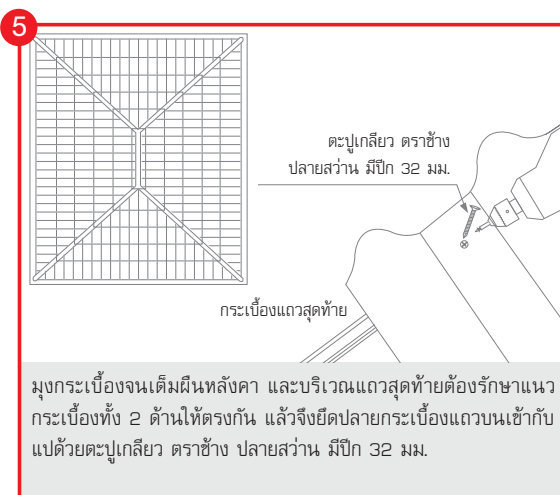 5
ตะปูเกลียว ตราช้าง
ปลายสว่าน มีปีก 32 มม.
กระเบื้องแถวสุดท้าย
มุงกระเบื้องจนเต็มผืนหลังคา และบริเวณแถวสุดท้ายต้องรักษาแนว
กระเบื้องทั้ง 2 ด้านให้ตรงกัน แล้วจึงยึดปลายกระเบื้องแถวบนเข้ากับ
แปด้วยตะปูเกลียว ตราช้าง ปลายสว่าน มีปีก 32 มม.